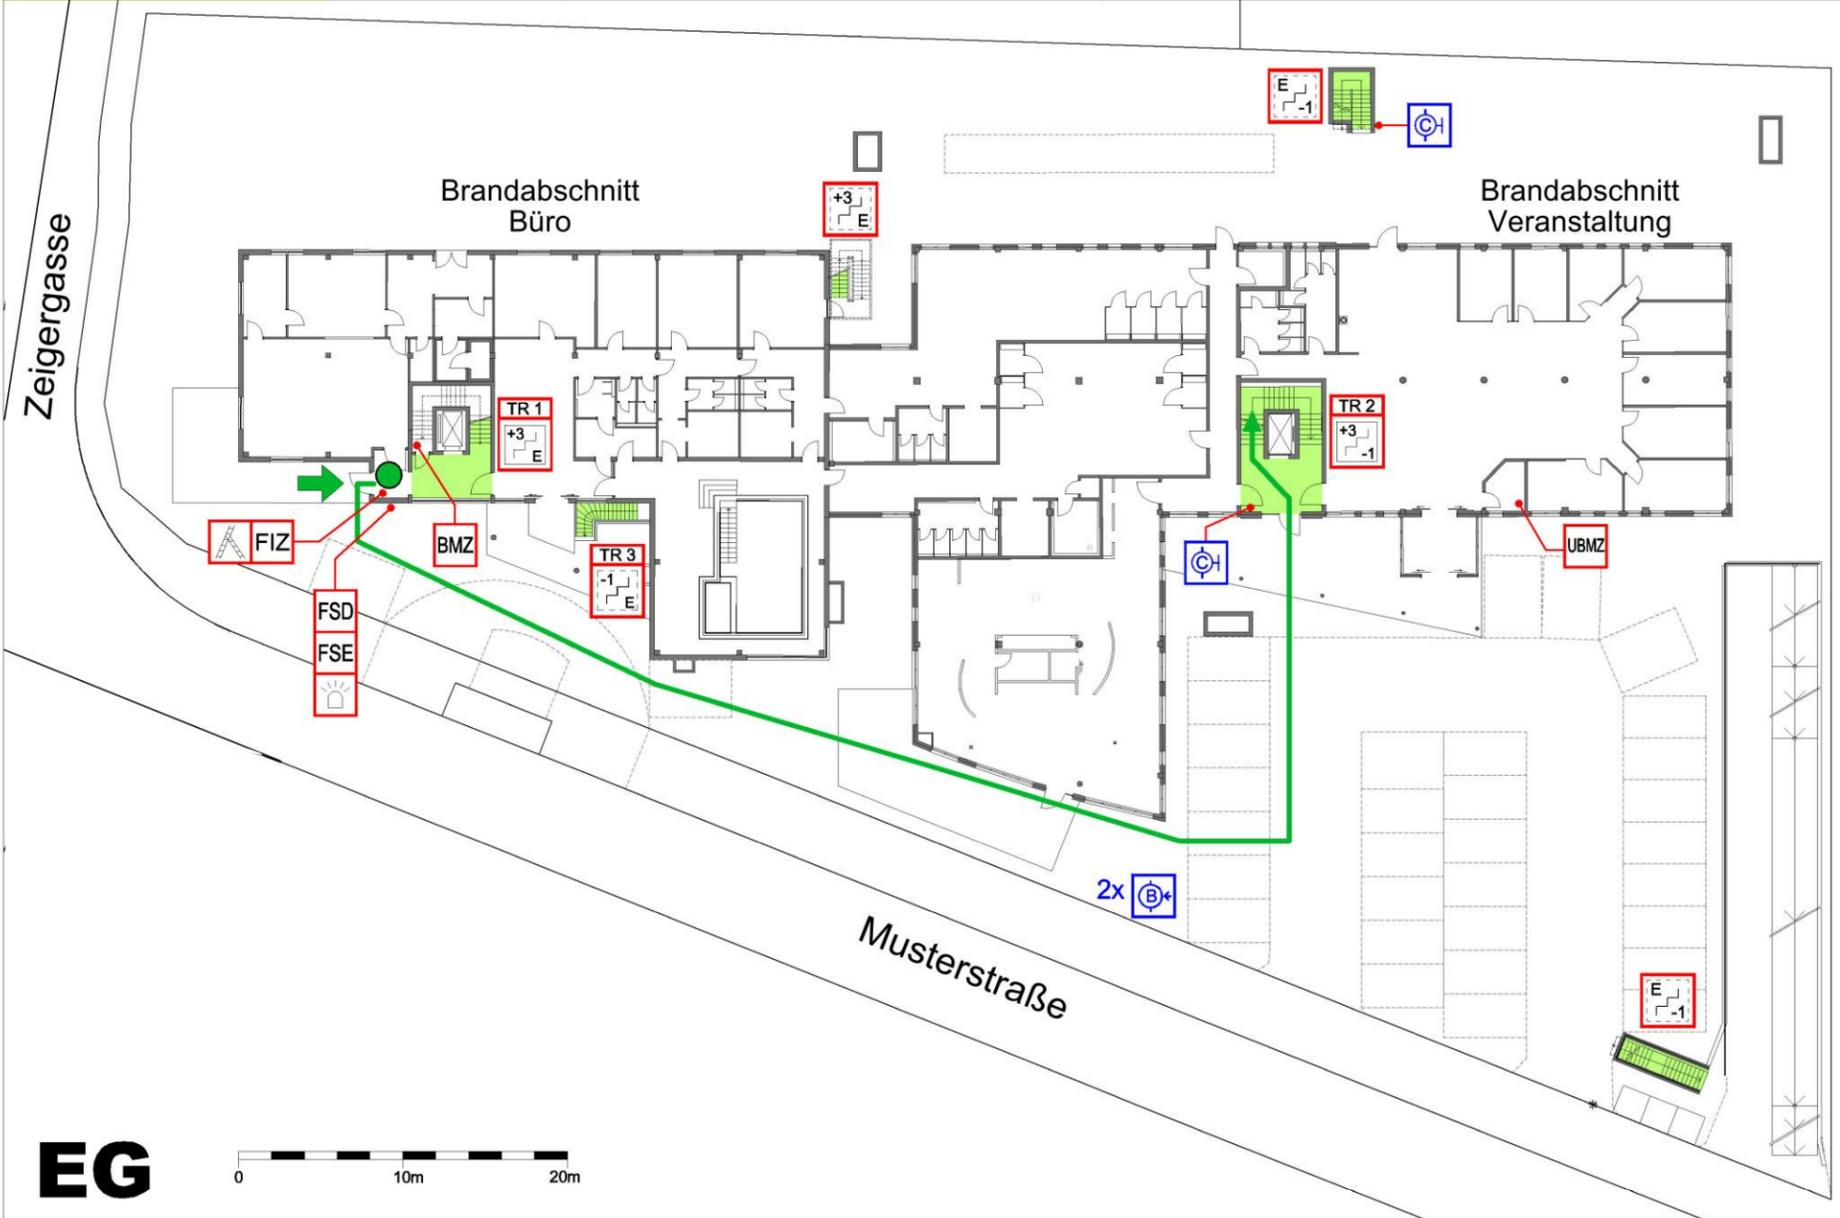 E
-1
C
Brandabschnitt
Büro
+3
E
Brandabschnitt
Veranstaltung
Zeigergasse
TR 1
+3
E
TR 2
+3
-1
FIZ
BMZ
TR 3
-1
E
C
UBMZ
FSD
FSE
2x
B
Musterstraße
E
-1
EG
0
10m
20m